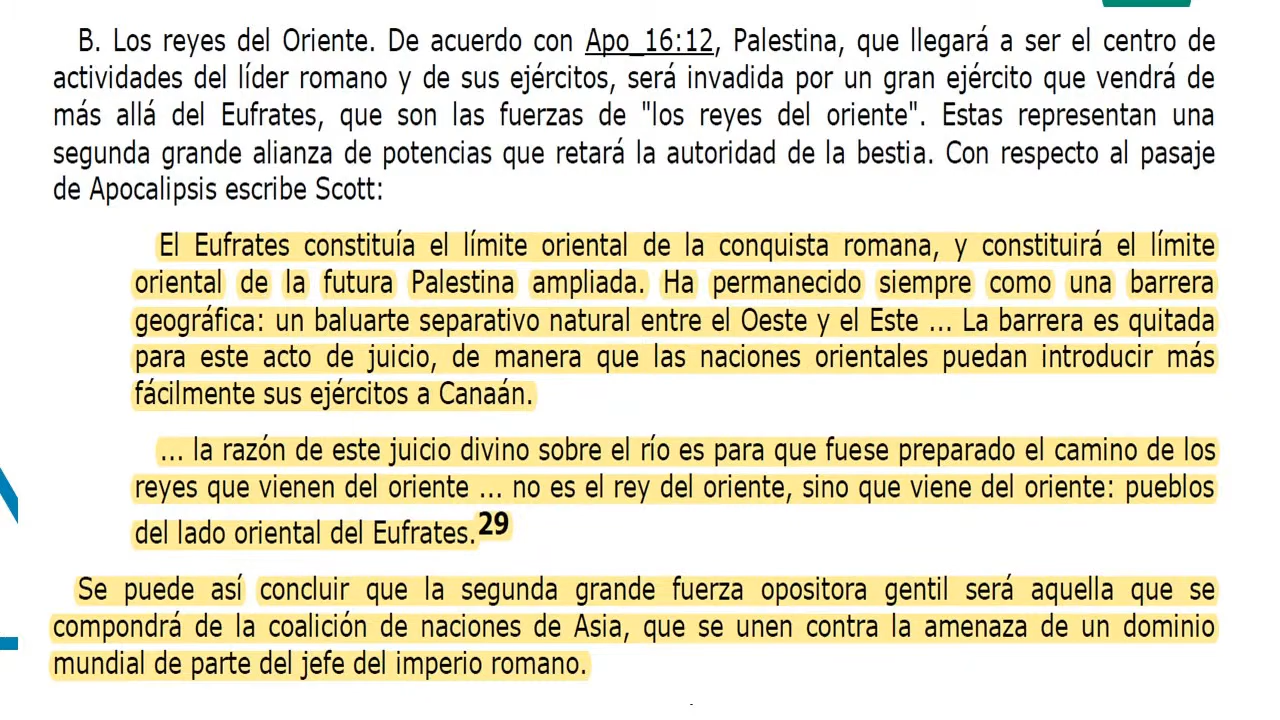 B. Los reyes del Oriente. De acuerdo con Apo_16:12, Palestina, que llegará a ser el centro de
actividades del líder romano y de sus ejércitos, será invadida por un gran ejército que vendrá de
más allá del Eufrates, que son las fuerzas de "los reyes del oriente". Estas representan una
segunda grande alianza de potencias que retará la autoridad de la bestia. Con respecto al pasaje
de Apocalipsis escribe Scott:
El Eufrates constituía el límite oriental de la conquista romana, y constituirá el límite
oriental de la futura Palestina ampliada. Ha permanecido siempre como una barrera
geográfica: un baluarte separativo natural entre el Oeste y el Este ... La barrera es quitada
para este acto de juicio, de manera que las naciones orientales puedan introducir más
fácilmente sus ejércitos a Canaán.
... la razón de este juicio divino sobre el río es para que fuese preparado el camino de los
reyes que vienen del oriente ... no es el rey del oriente, sino que viene del oriente: pueblos
del lado oriental del Eufrates.29
Se puede así concluir que la segunda grande fuerza opositora gentil será aquella que se
compondrá de la coalición de naciones de Asia, que se unen contra la amenaza de un dominio
mundial de parte del jefe del imperio romano.